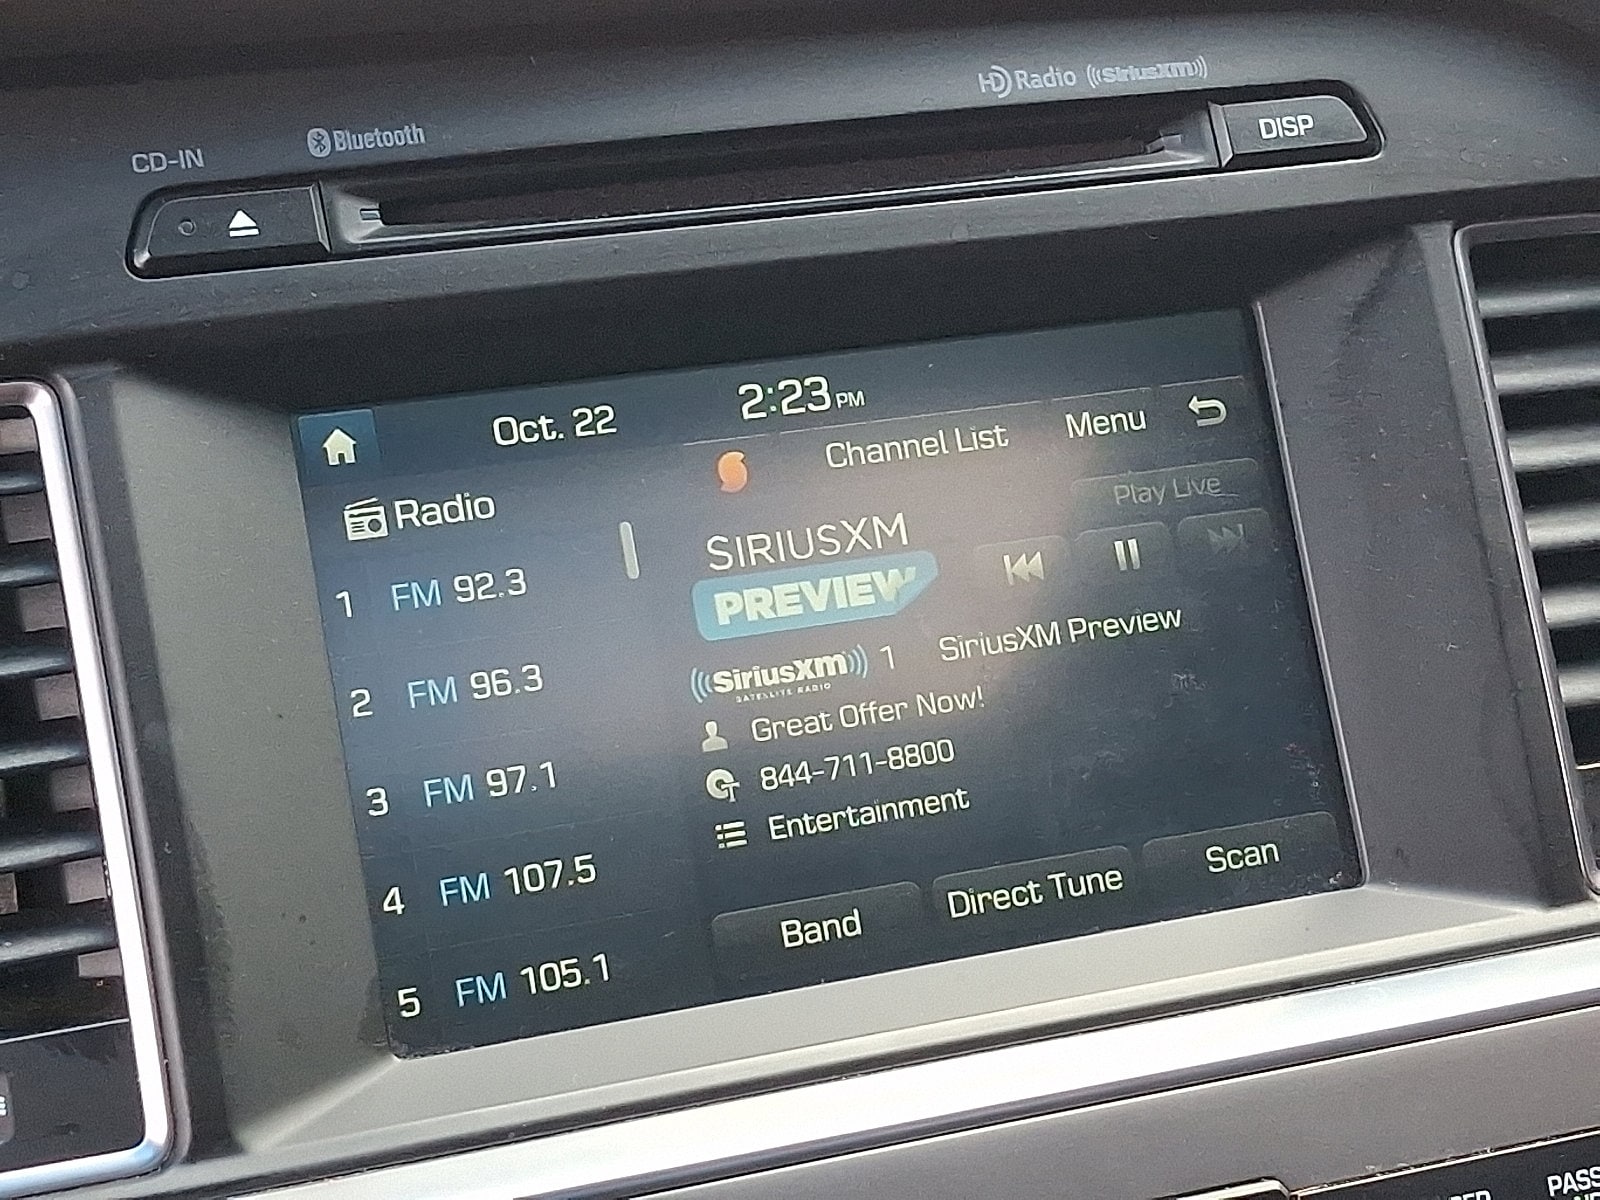 HD Radio ((SiriusXM))
Bluetooth
CD-IN
DISP
Oct. 22
2:23 PM
Channel List
Menu
Radio
Play Live
SIRIUSXM
PREVIEW
1 FM 92.3
SiriusXM
SATELLITE RADIO
1 SiriusXM Preview
2 FM 96.3
Great Offer Now!
844-711-8800
3 FM 97.1
Entertainment
4 FM 107.5
Band
Direct Tune
Scan
5 FM 105.1